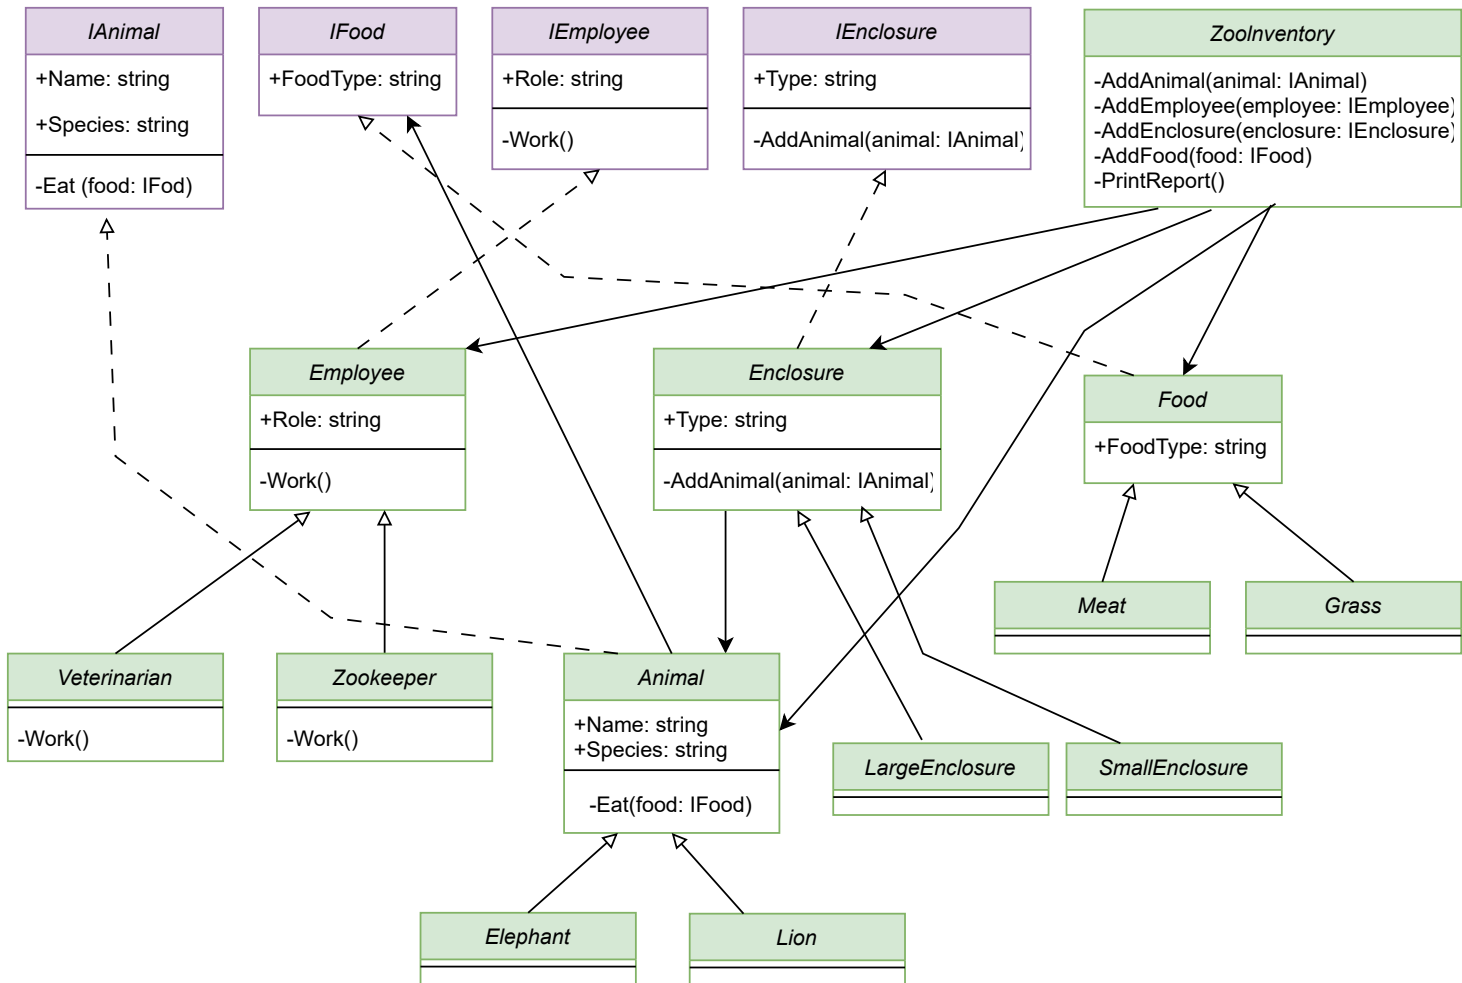 IAnimal
+Name: string
+Species: string
-Eat (food: IFod)
IFood
+FoodType: string
IEmployee
+Role: string
-Work()
IEnclosure
+Type: string
-AddAnimal(animal: IAnimal)
ZooInventory
-AddAnimal(animal: IAnimal)
-AddEmployee(employee: IEmployee)
-AddEnclosure(enclosure: IEnclosure)
-AddFood(food: IFood)
-PrintReport()
Employee
+Role: string
-Work()
Enclosure
+Type: string
-AddAnimal(animal: IAnimal)
Food
+FoodType: string
Meat
Grass
Veterinarian
-Work()
Zookeeper
-Work()
Animal
+Name: string
+Species: string
-Eat(food: IFood)
LargeEnclosure
SmallEnclosure
Elephant
Lion